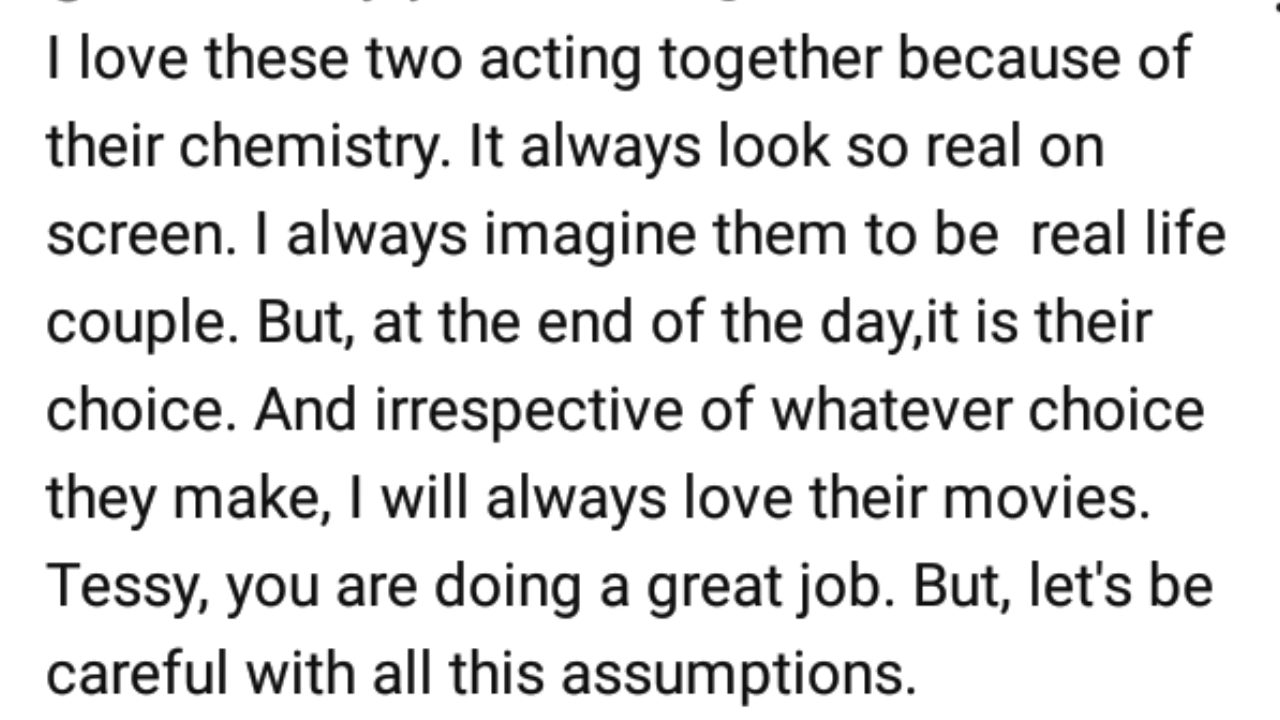 I love these two acting together because of
their chemistry. It always look so real on
screen. I always imagine them to be  real life
couple. But, at the end of the day,it is their
choice. And irrespective of whatever choice
they make, I will always love their movies.
Tessy, you are doing a great job. But, let's be
careful with all this assumptions.